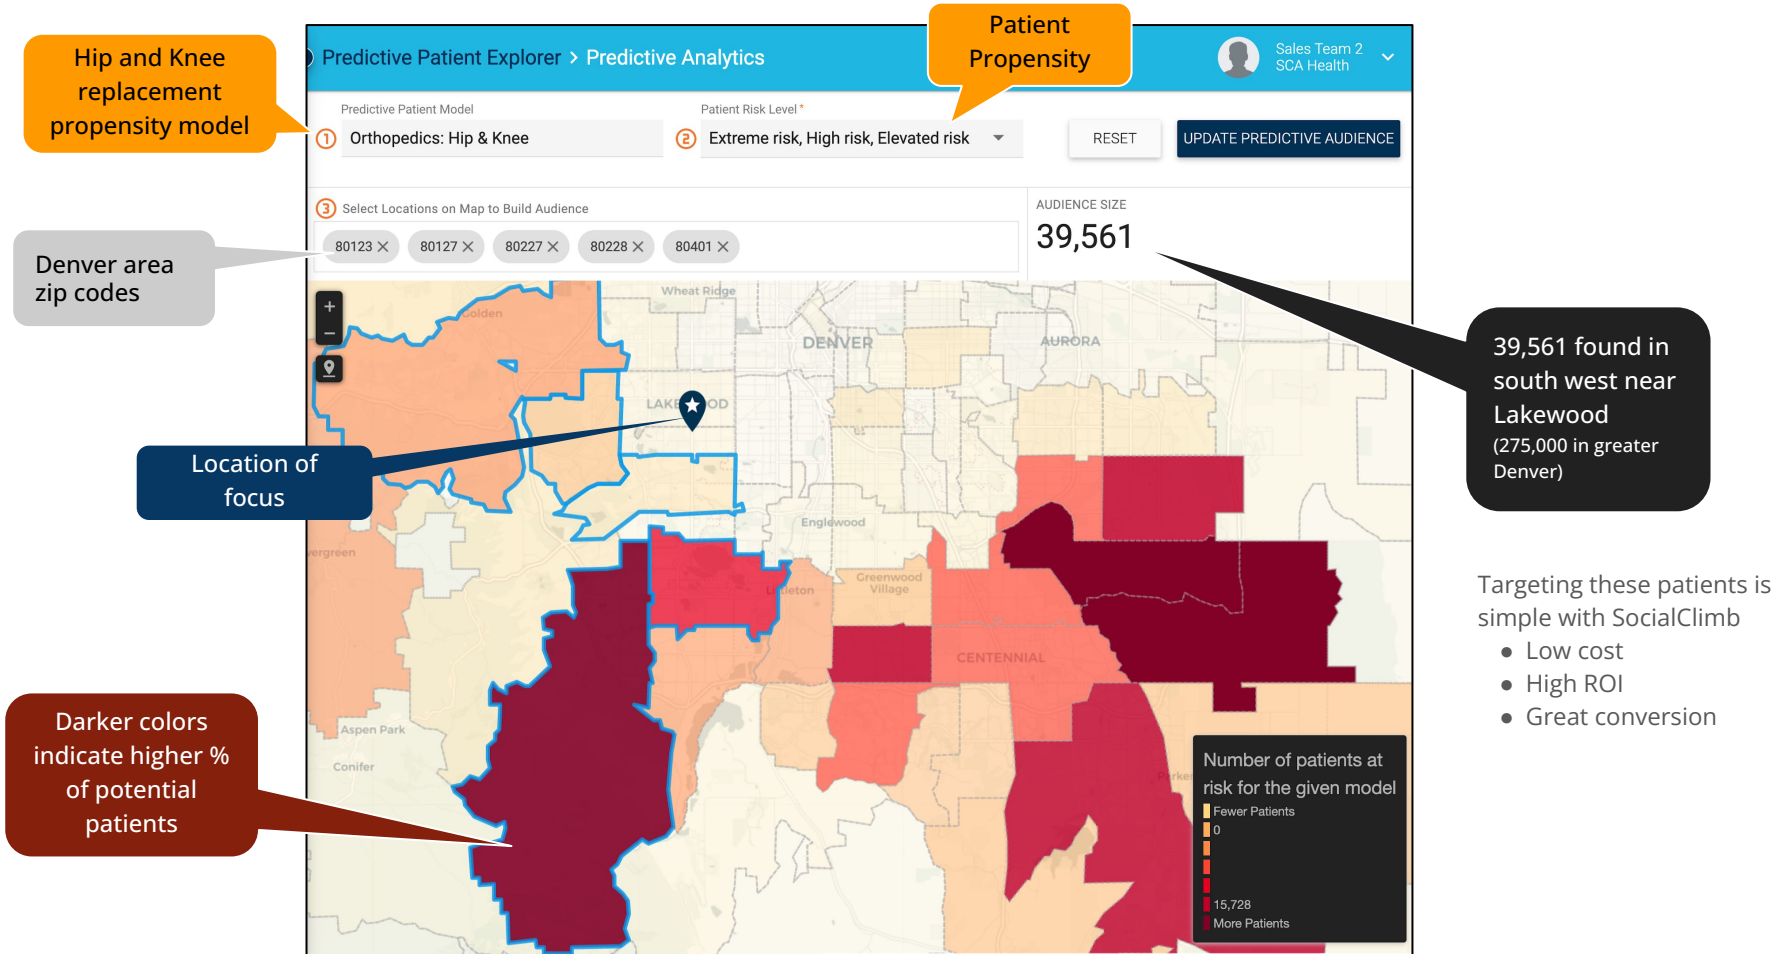 Patient
Propensity
Hip and Knee
replacement
propensity model
Predictive Patient Explorer > Predictive Analytics
Sales Team 2
SCA Health
Predictive Patient Model
Patient Risk Level *
1 Orthopedics: Hip & Knee
2 Extreme risk, High risk, Elevated risk
RESET
UPDATE PREDICTIVE AUDIENCE
3 Select Locations on Map to Build Audience
AUDIENCE SIZE
39,561
80123 ×
80127 ×
80227 ×
80228 ×
80401 ×
Denver area
zip codes
+
−
Wheat Ridge
Golden
DENVER
AURORA
39,561 found in
south west near
Lakewood
(275,000 in greater
Denver)
Location of
focus
Englewood
Greenwood
Village
CENTENNIAL
Targeting these patients is
simple with SocialClimb
● Low cost
● High ROI
● Great conversion
Darker colors
indicate higher %
of potential
patients
Aspen Park
Conifer
Number of patients at
risk for the given model
Fewer Patients
0
15,728
More Patients